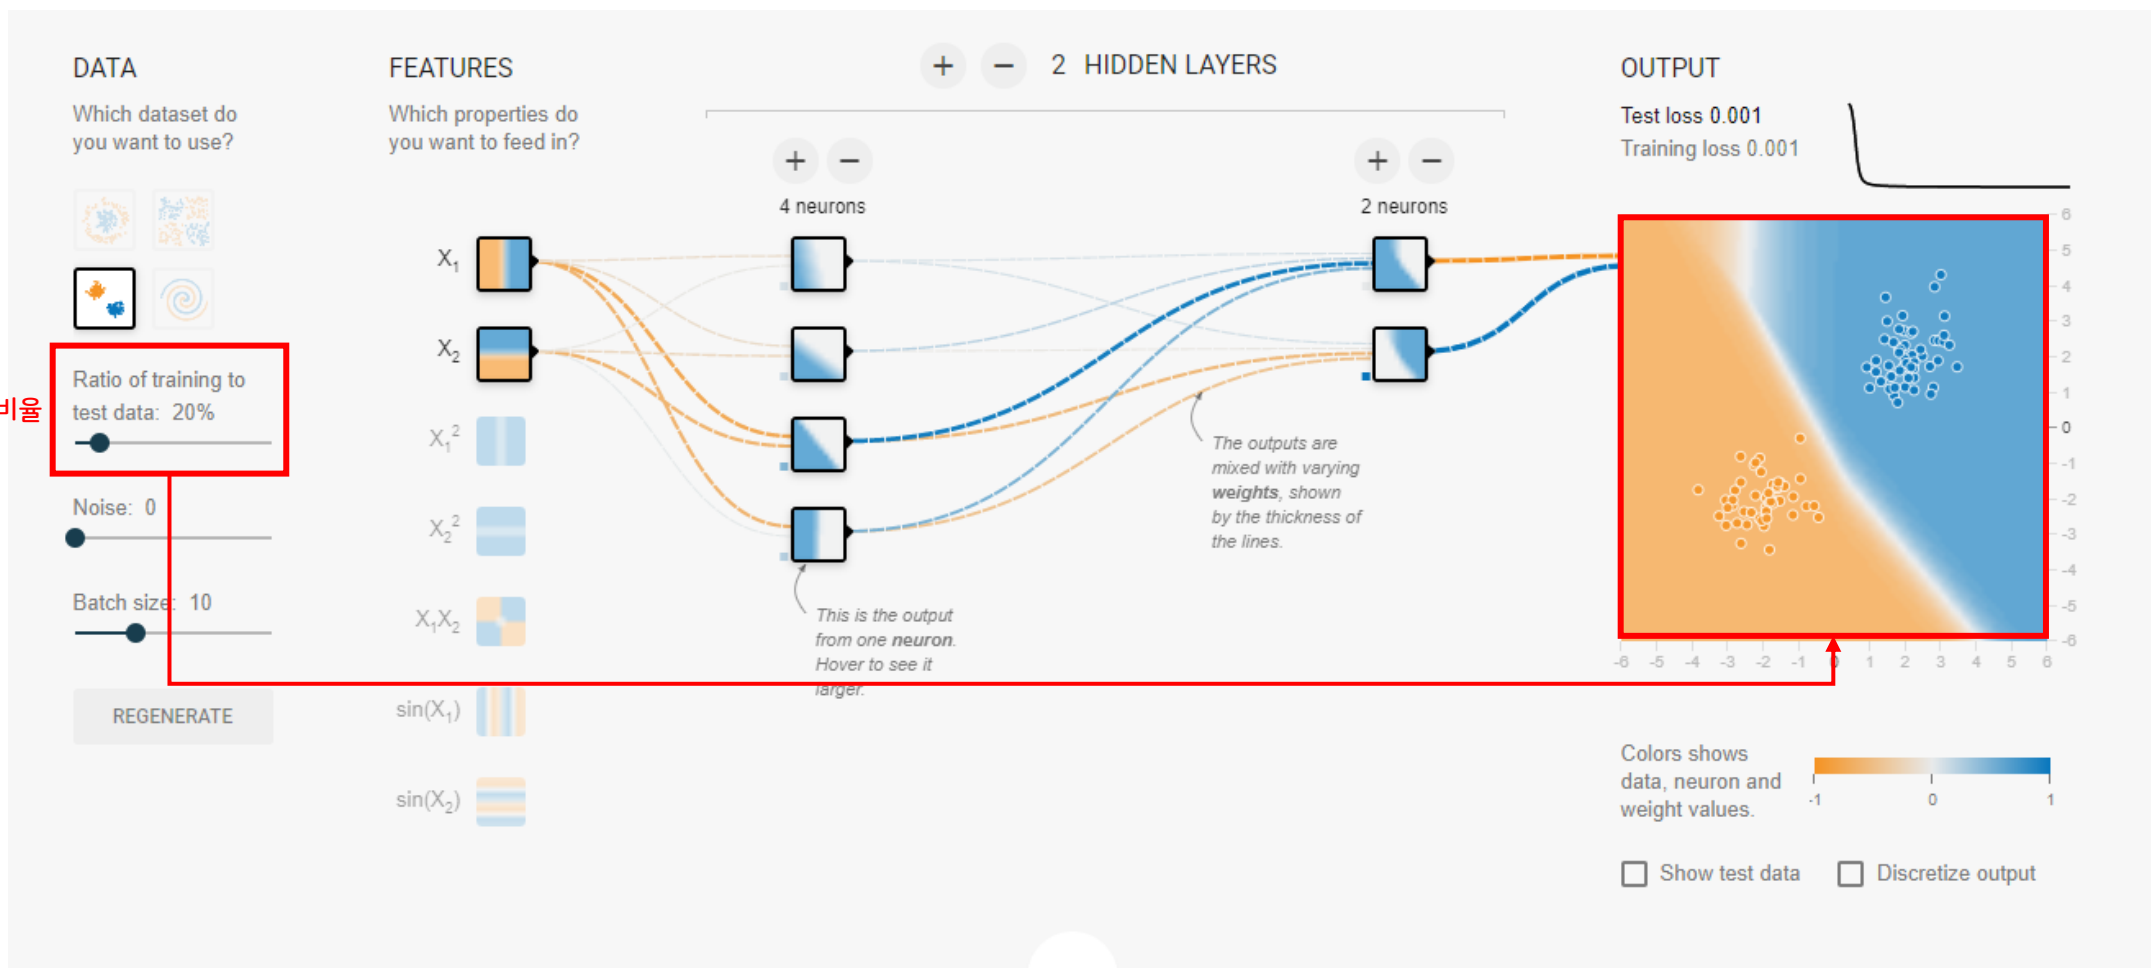 DATA
Which dataset do
you want to use?
비율
Ratio of training to
test data: 20%
Noise: 0
Batch size: 10
REGENERATE
FEATURES
Which properties do
you want to feed in?
X1
X2
X1²
X2²
X1X2
sin(X1)
sin(X2)
+ − 2 HIDDEN LAYERS
+ −
4 neurons
+ −
2 neurons
This is the output
from one neuron.
Hover to see it
larger.
The outputs are
mixed with varying
weights, shown
by the thickness of
the lines.
OUTPUT
Test loss 0.001
Training loss 0.001
6
5
4
3
2
1
0
-1
-2
-3
-4
-5
-6
-6 -5 -4 -3 -2 -1 0 1 2 3 4 5 6
Colors shows
data, neuron and
weight values.
-1 0 1
Show test data
Discretize output